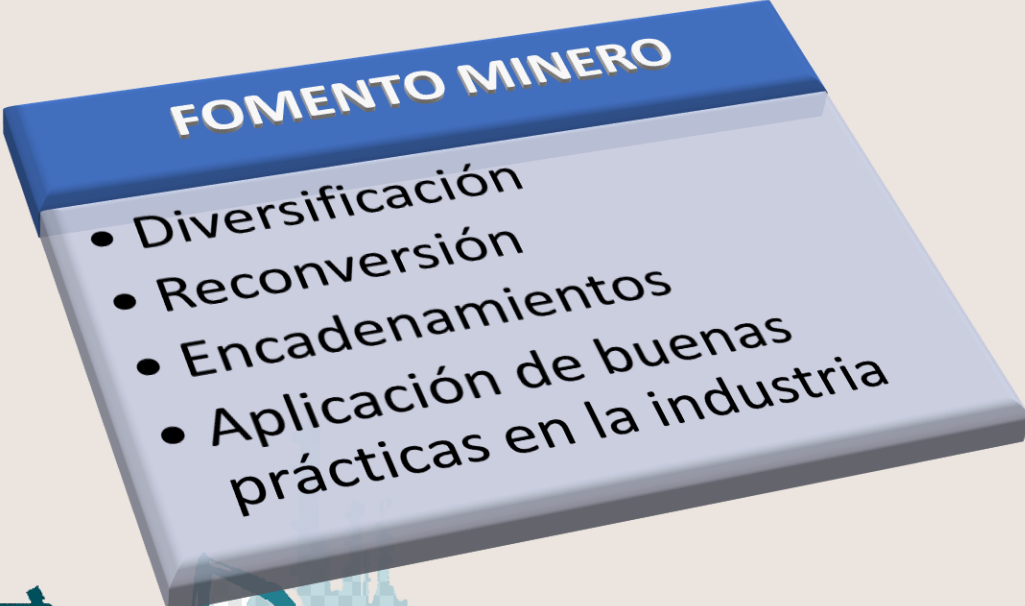 FOMENTO MINERO
• Diversificación
• Reconversión
• Encadenamientos
• Aplicación de buenas
prácticas en la industria